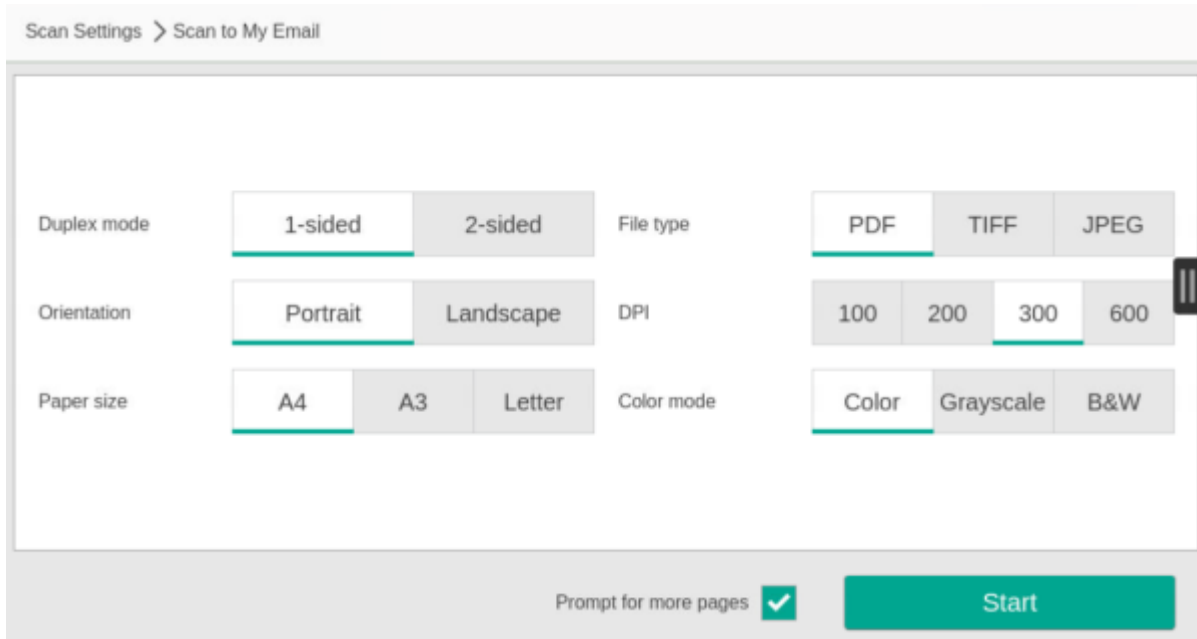 Scan Settings > Scan to My Email
Duplex mode 1-sided 2-sided File type PDF TIFF JPEG
Orientation Portrait Landscape DPI 100 200 300 600
Paper size A4 A3 Letter Color mode Color Grayscale B&W
Prompt for more pages Start